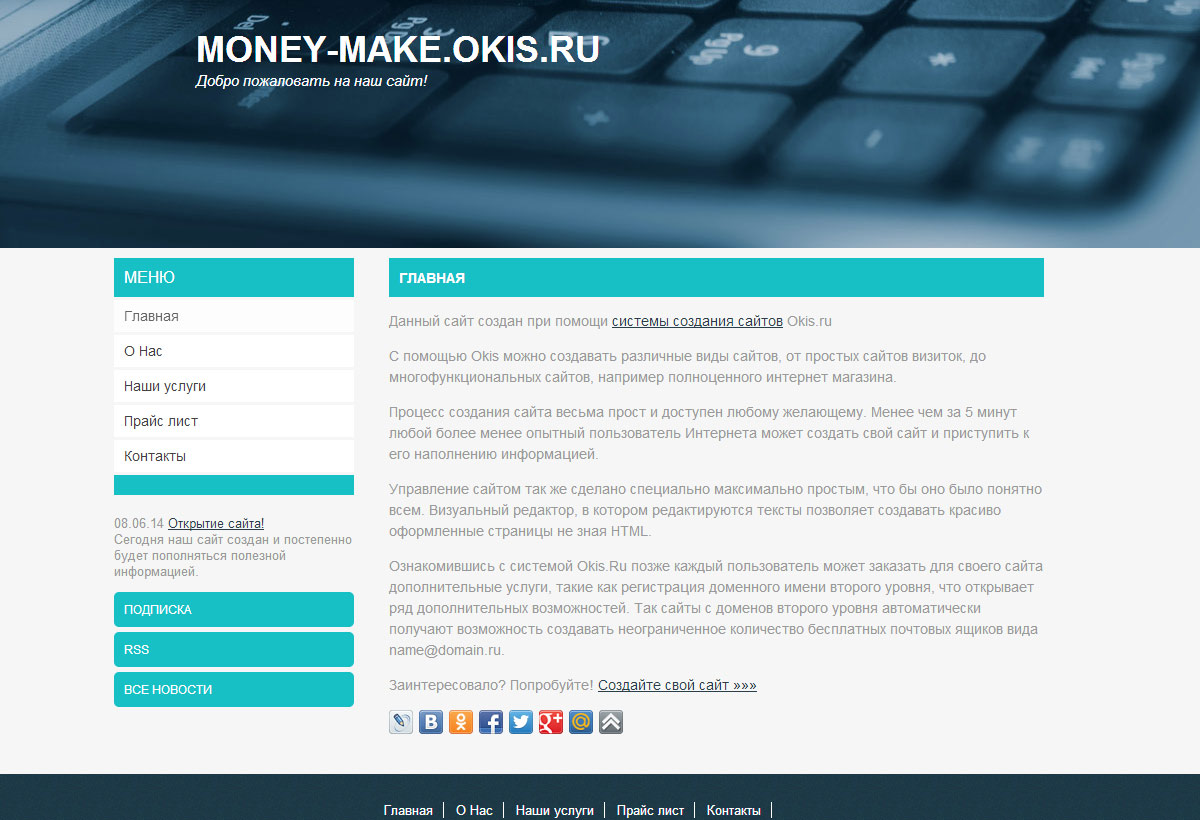 MONEY-MAKE.OKIS.RU
Добро пожаловать на наш сайт!
МЕНЮ
Главная
О Нас
Наши услуги
Прайс лист
Контакты
08.06.14 Открытие сайта!
Сегодня наш сайт создан и постепенно
будет пополняться полезной
информацией.
ПОДПИСКА
RSS
ВСЕ НОВОСТИ
ГЛАВНАЯ
Данный сайт создан при помощи системы создания сайтов Okis.ru
С помощью Okis можно создавать различные виды сайтов, от простых сайтов визиток, до
многофункциональных сайтов, например полноценного интернет магазина.
Процесс создания сайта весьма прост и доступен любому желающему. Менее чем за 5 минут
любой более менее опытный пользователь Интернета может создать свой сайт и приступить к
его наполнению информацией.
Управление сайтом так же сделано специально максимально простым, что бы оно было понятно
всем. Визуальный редактор, в котором редактируются тексты позволяет создавать красиво
оформленные страницы не зная HTML.
Ознакомившись с системой Okis.Ru позже каждый пользователь может заказать для своего сайта
дополнительные услуги, такие как регистрация доменного имени второго уровня, что открывает
ряд дополнительных возможностей. Так сайты с доменов второго уровня автоматически
получают возможность создавать неограниченное количество бесплатных почтовых ящиков вида
name@domain.ru.
Заинтересовало? Попробуйте! Создайте свой сайт »»»
Главная О Нас Наши услуги Прайс лист Контакты